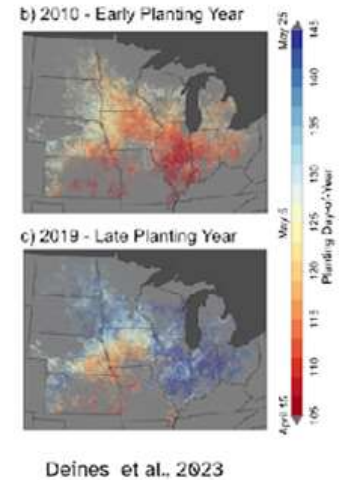 b) 2010 - Early Planting Year
c) 2019 - Late Planting Year
May 25
May 5
April 15
145
140
135
130
125
120
115
110
105
Planting Day-of-Year
Deines et al., 2023